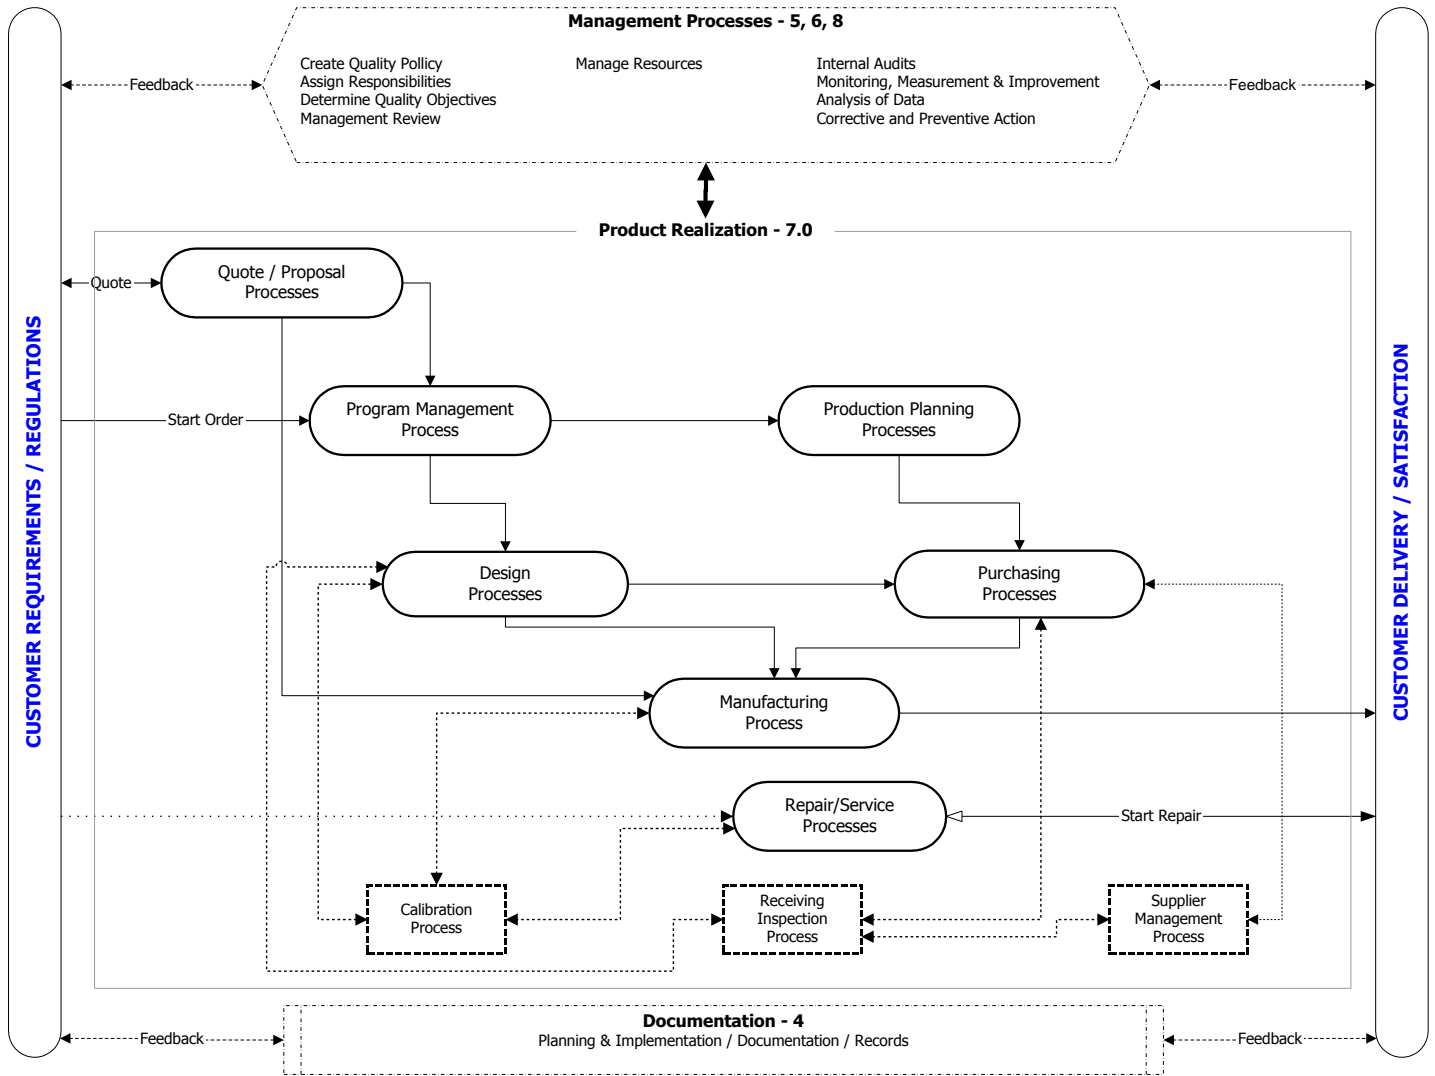 Management Processes - 5, 6, 8
Create Quality Pollicy
Assign Responsibilities
Determine Quality Objectives
Management Review
Manage Resources
Internal Audits
Monitoring, Measurement & Improvement
Analysis of Data
Corrective and Preventive Action
Feedback
Feedback
Product Realization - 7.0
Quote / Proposal
Processes
Quote
Start Order
Program Management
Process
Production Planning
Processes
CUSTOMER REQUIREMENTS / REGULATIONS
CUSTOMER DELIVERY / SATISFACTION
Design
Processes
Purchasing
Processes
Manufacturing
Process
Repair/Service
Processes
Start Repair
Calibration
Process
Receiving
Inspection
Process
Supplier
Management
Process
Documentation - 4
Planning & Implementation / Documentation / Records
Feedback
Feedback